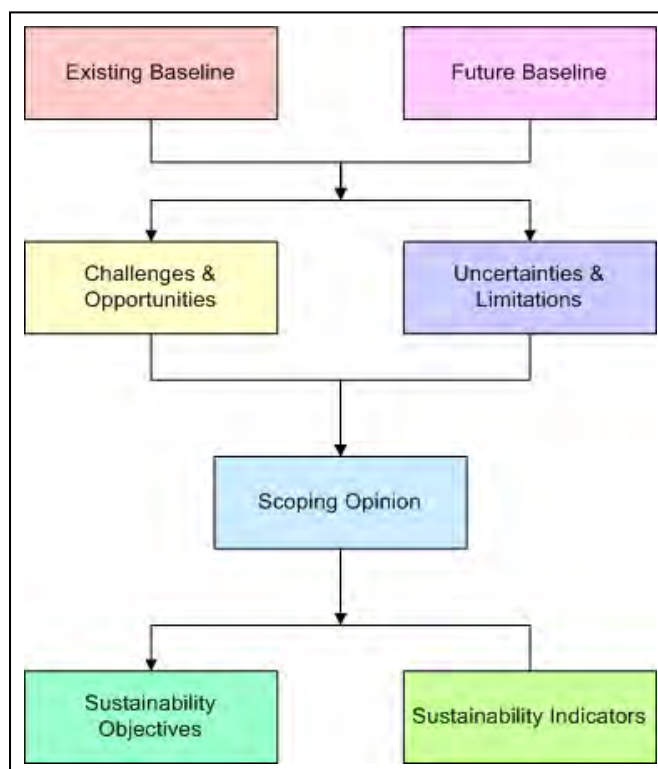 Existing Baseline
Future Baseline
Challenges &
Opportunities
Uncertainties &
Limitations
Scoping Opinion
Sustainability
Objectives
Sustainability Indicators